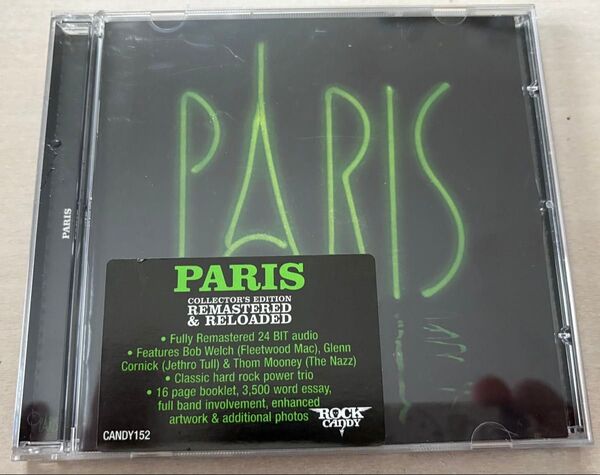 PARIS
PARIS
PARIS
COLLECTOR'S EDITION
REMASTERED
& RELOADED
• Fully Remastered 24 BIT audio
• Features Bob Welch (Fleetwood Mac), Glenn
Cornick (Jethro Tull) & Thom Mooney (The Nazz)
• Classic hard rock power trio
• 16 page booklet, 3,500 word essay,
full band involvement, enhanced
artwork & additional photos
ROCK
CANDY
CANDY152